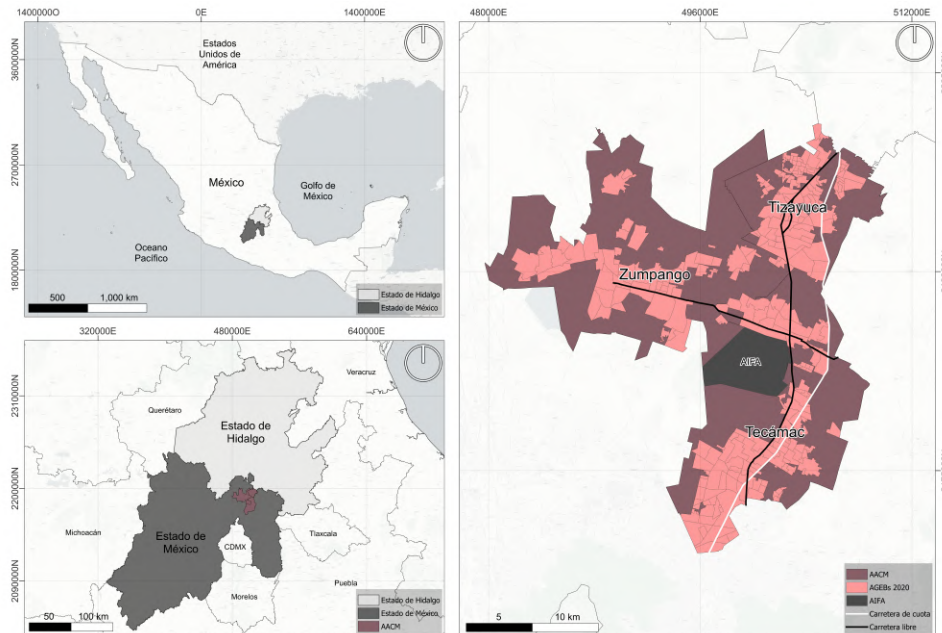 14000000W
0E
14000000E
3600000N
2700000N
1800000N
Estados
Unidos de
América
México
Golfo de
México
Oceano
Pacífico
500
1,000 km
Estado de Hidalgo
Estado de México
320000E
480000E
640000E
2310000N
2200000N
2090000N
Veracruz
Querétaro
Estado de
Hidalgo
Michoacán
Estado de
México
CDMX
Tlaxcala
Morelos
Puebla
50
100 km
Estado de Hidalgo
Estado de México
AACM
480000E
496000E
512000E
Tizayuca
Zumpango
AIFA
Tecámac
5
10 km
AACM
AGEBs 2020
AIFA
Carretera de cuota
Carretera libre